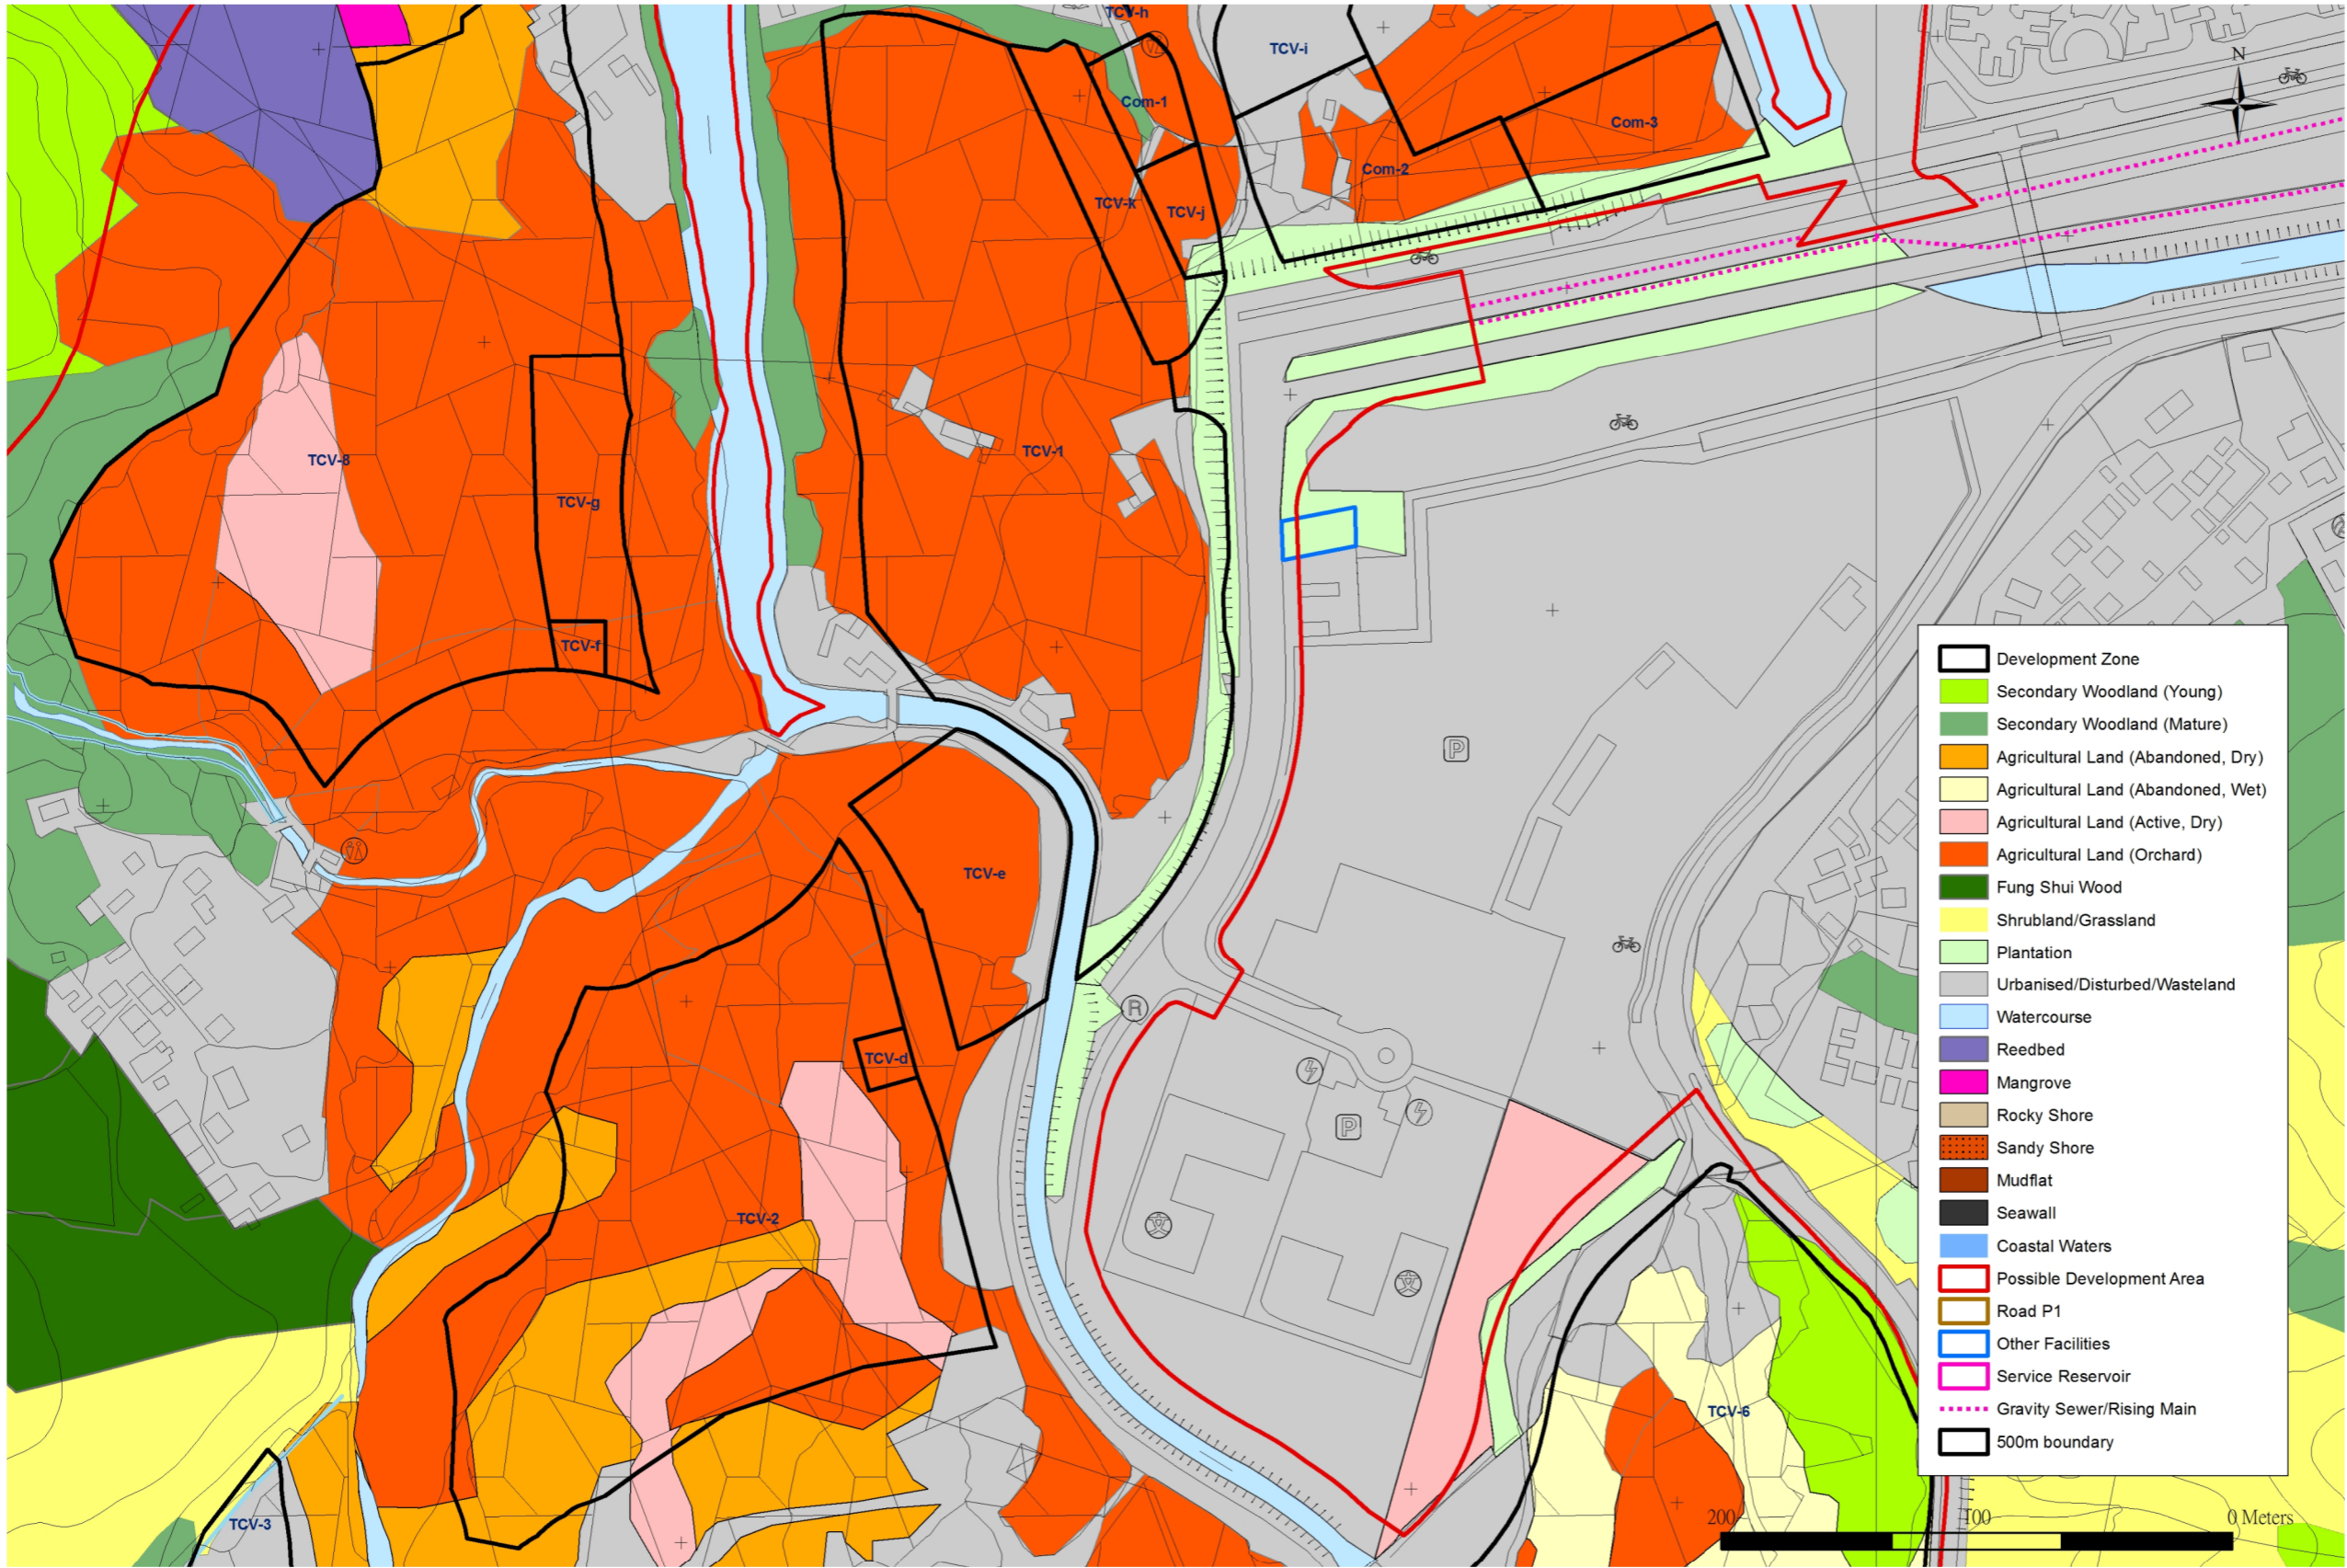 TCV-h
TCV-i
N
Com-1
Com-3
Com-2
TCV-k
TCV-j
TCV-8
TCV-1
TCV-g
TCV-f
P
TCV-e
R
TCV-d
P
TCV-2
TCV-6
TCV-3
Development Zone
Secondary Woodland (Young)
Secondary Woodland (Mature)
Agricultural Land (Abandoned, Dry)
Agricultural Land (Abandoned, Wet)
Agricultural Land (Active, Dry)
Agricultural Land (Orchard)
Fung Shui Wood
Shrubland/Grassland
Plantation
Urbanised/Disturbed/Wasteland
Watercourse
Reedbed
Mangrove
Rocky Shore
Sandy Shore
Mudflat
Seawall
Coastal Waters
Possible Development Area
Road P1
Other Facilities
Service Reservoir
Gravity Sewer/Rising Main
500m boundary
200 100 0 Meters